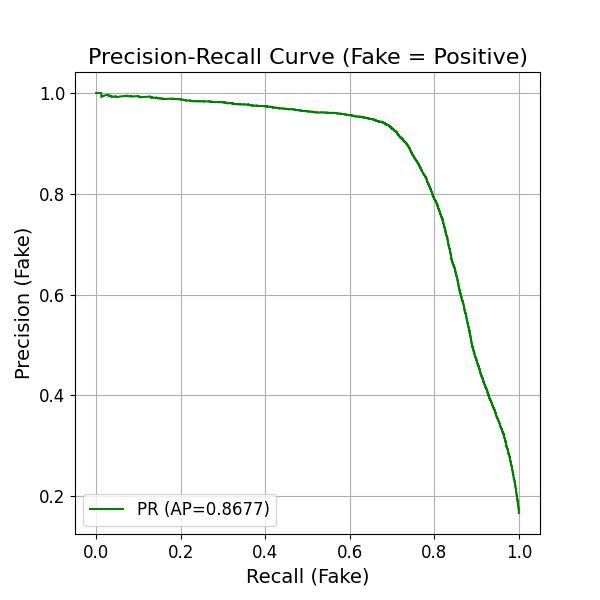 Precision-Recall Curve (Fake = Positive)
1.0
0.8
0.6
0.4
0.2
Precision (Fake)
PR (AP=0.8677)
0.0 0.2 0.4 0.6 0.8 1.0
Recall (Fake)